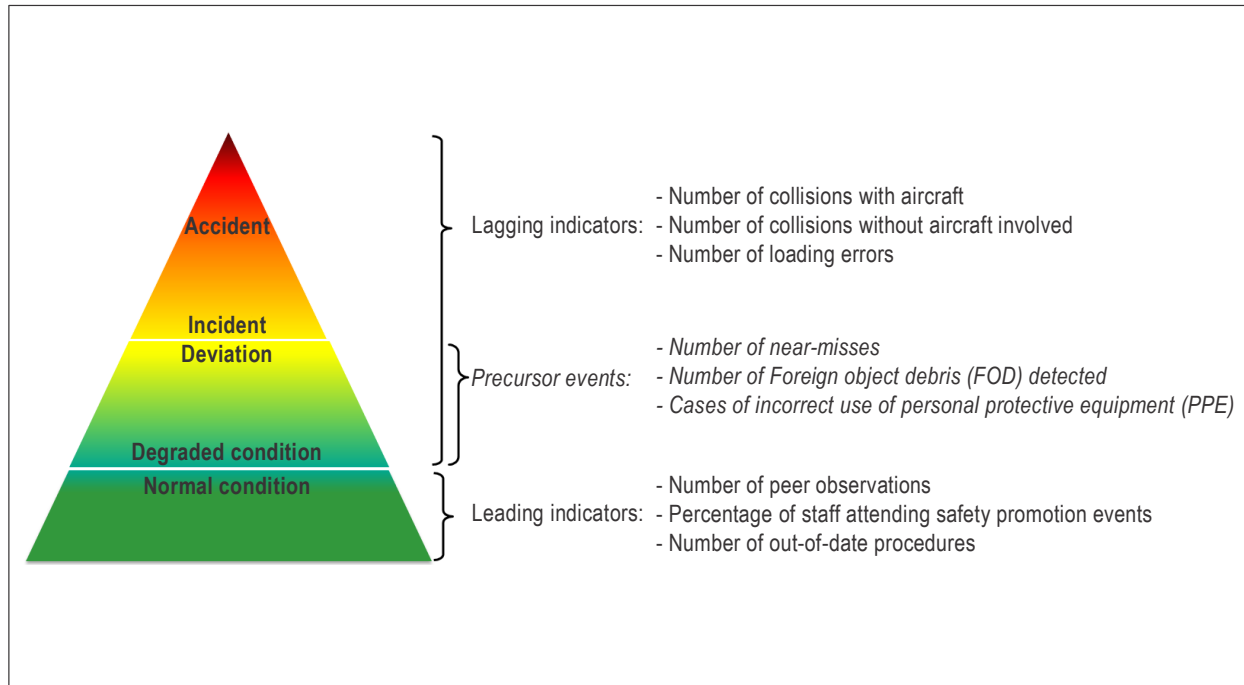 Accident
Incident
Deviation
Degraded condition
Normal condition
Lagging indicators:
- Number of collisions with aircraft
- Number of collisions without aircraft involved
- Number of loading errors
Precursor events:
- Number of near-misses
- Number of Foreign object debris (FOD) detected
- Cases of incorrect use of personal protective equipment (PPE)
Leading indicators:
- Number of peer observations
- Percentage of staff attending safety promotion events
- Number of out-of-date procedures